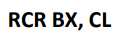 RCR BX, CL